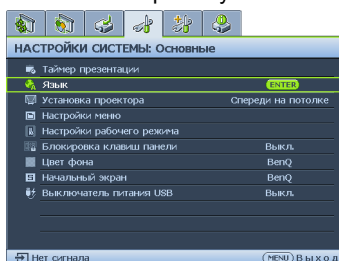 НАСТРОЙКИ СИСТЕМЫ: Основные
Таймер презентации
Язык ENTER
Установка проектора Спереди на потолке
Настройки меню
Настройки рабочего режима
Блокировка клавиш панели Выкл.
Цвет фона BenQ
Начальный экран BenQ
Выключатель питания USB Выкл.
Нет сигнала MENU Выход